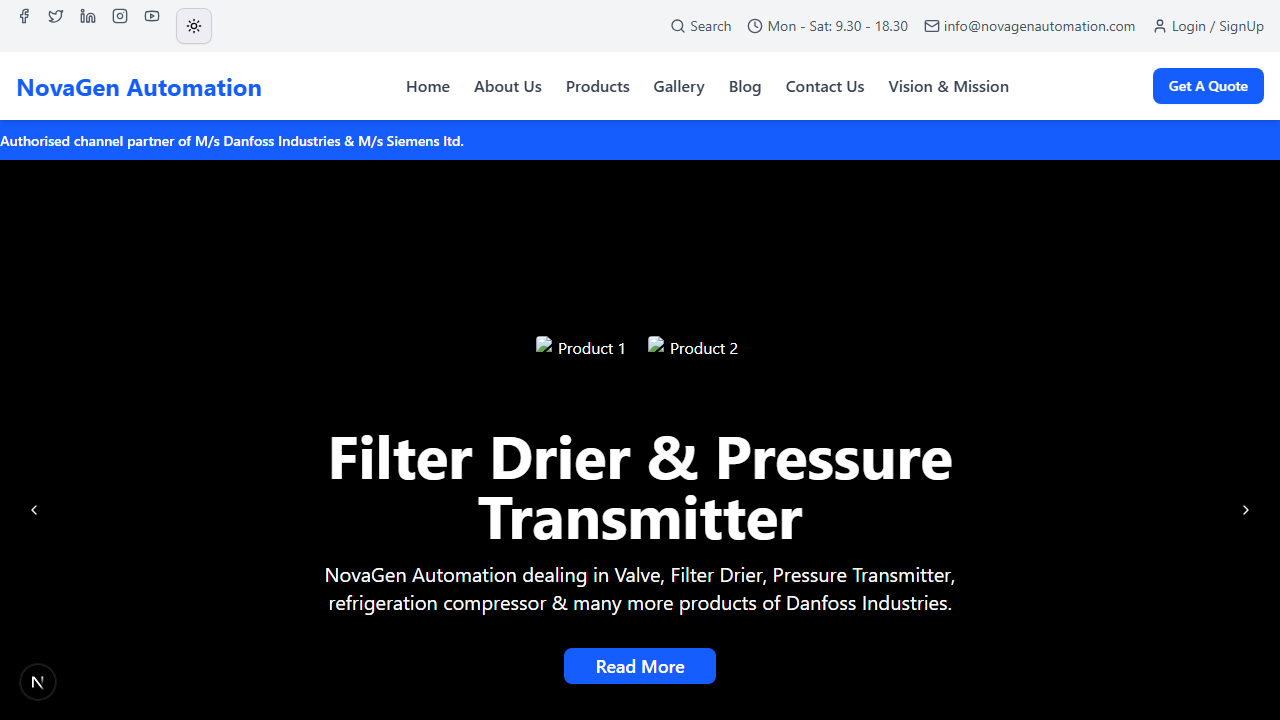 Search
Mon - Sat: 9.30 - 18.30
info@novagenautomation.com
Login / SignUp
NovaGen Automation
Home
About Us
Products
Gallery
Blog
Contact Us
Vision & Mission
Get A Quote
Authorised channel partner of M/s Danfoss Industries & M/s Siemens ltd.
Product 1
Product 2
Filter Drier & Pressure
Transmitter
NovaGen Automation dealing in Valve, Filter Drier, Pressure Transmitter,
refrigeration compressor & many more products of Danfoss Industries.
Read More
N